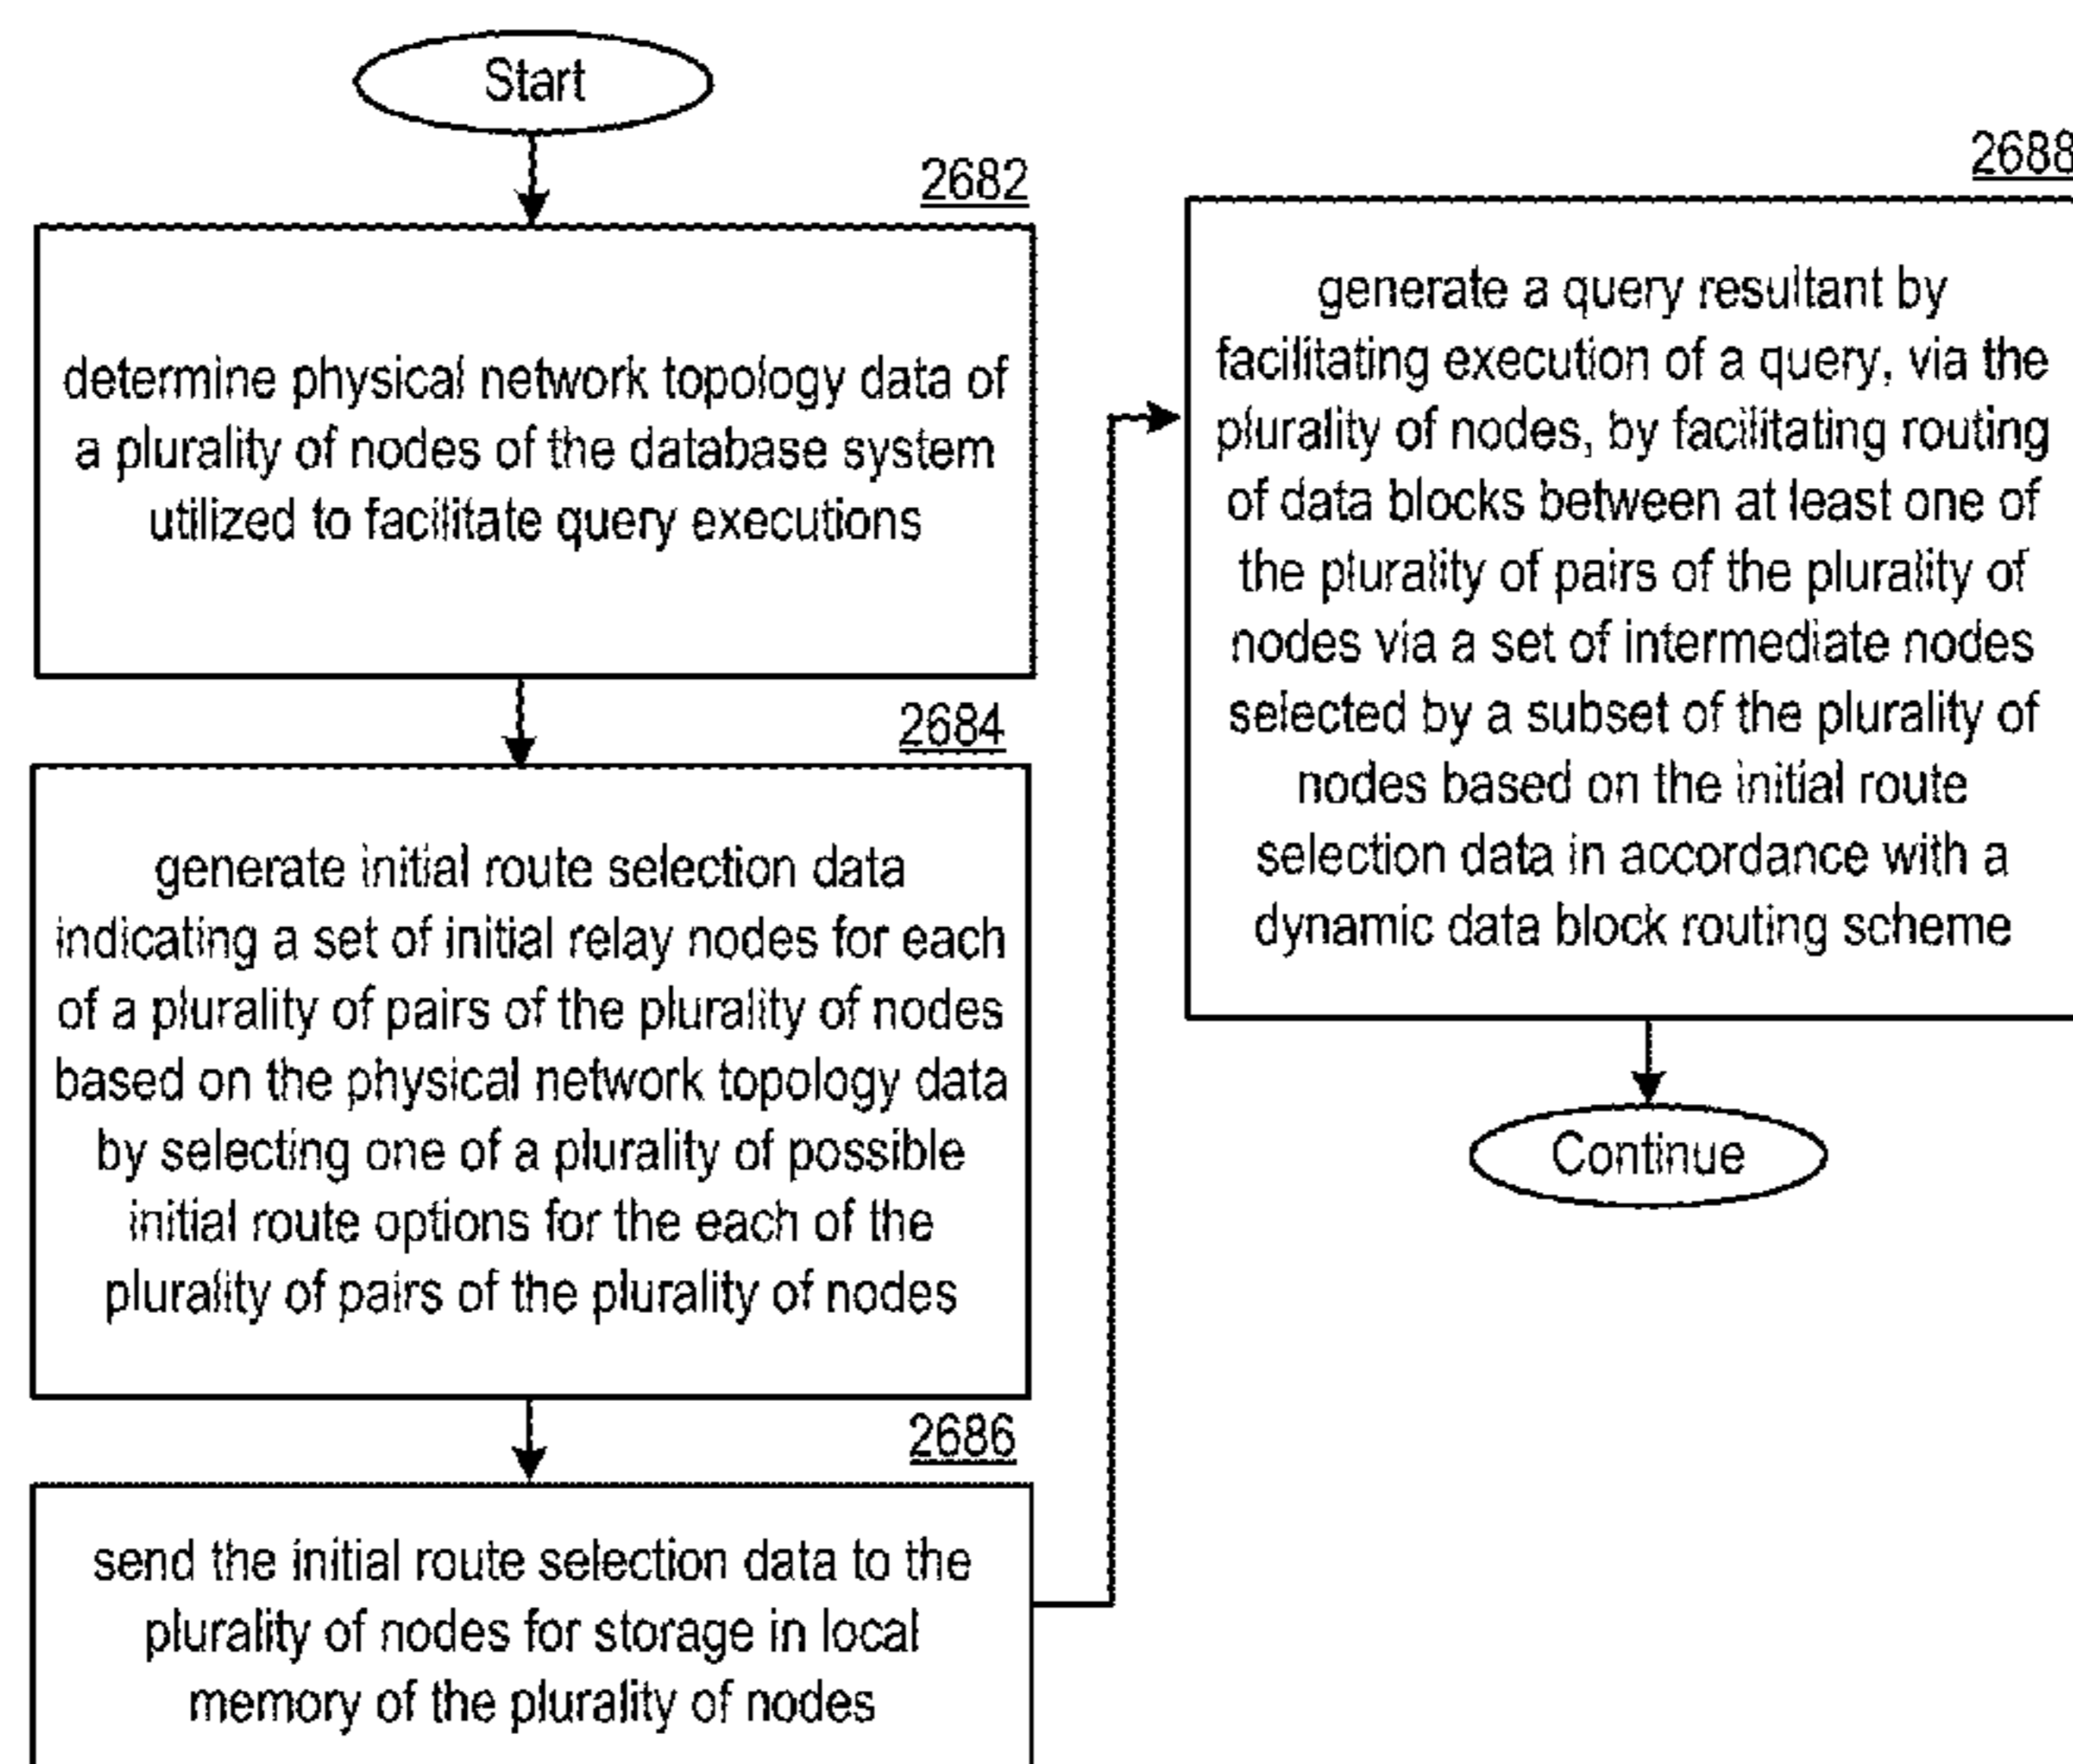 Start
2682
determine physical network topology data of
a plurality of nodes of the database system
utilized to facilitate query executions
2684
generate initial route selection data
indicating a set of initial relay nodes for each
of a plurality of pairs of the plurality of nodes
based on the physical network topology data
by selecting one of a plurality of possible
initial route options for the each of the
plurality of pairs of the plurality of nodes
2686
send the initial route selection data to the
plurality of nodes for storage in local
memory of the plurality of nodes
2688
generate a query resultant by
facilitating execution of a query, via the
plurality of nodes, by facilitating routing
of data blocks between at least one of
the plurality of pairs of the plurality of
nodes via a set of intermediate nodes
selected by a subset of the plurality of
nodes based on the initial route
selection data in accordance with a
dynamic data block routing scheme
Continue